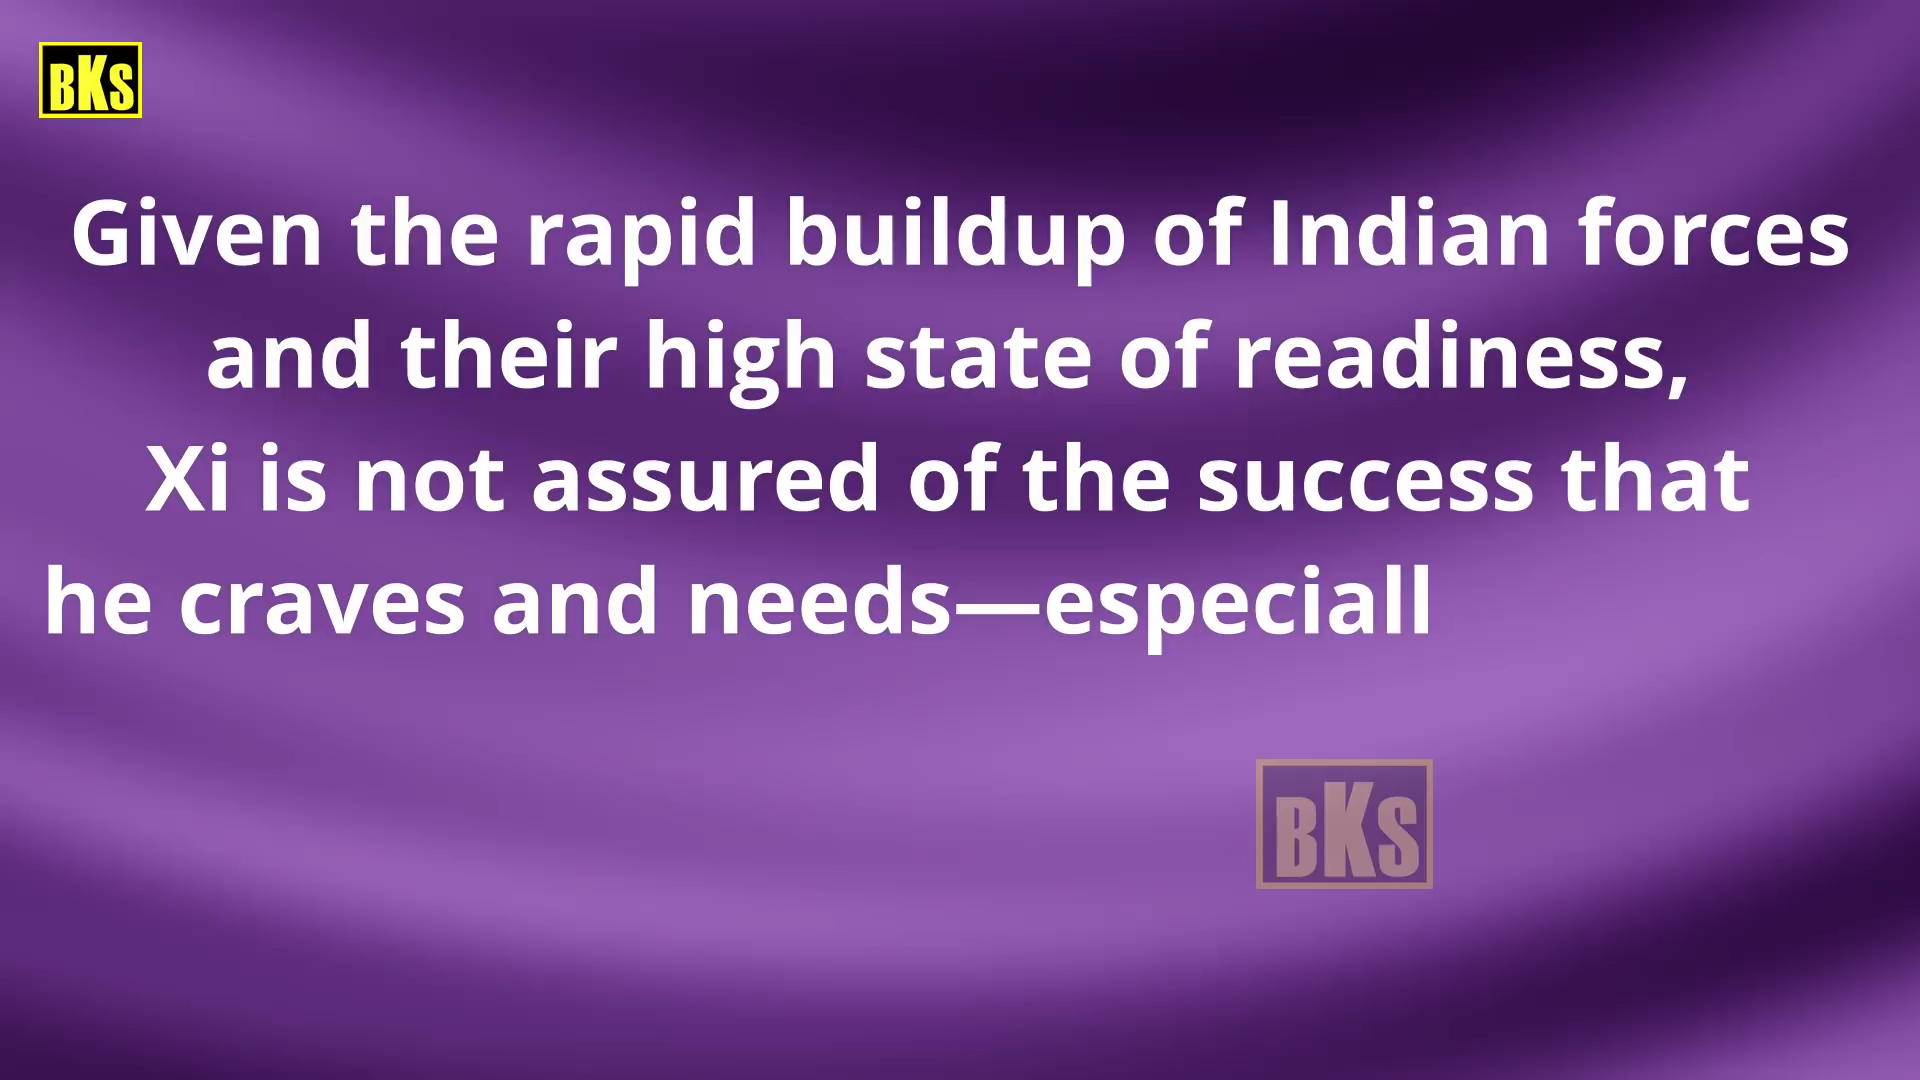 BKS
Given the rapid buildup of Indian forces
and their high state of readiness,
Xi is not assured of the success that
he craves and needs—especiall
BKS